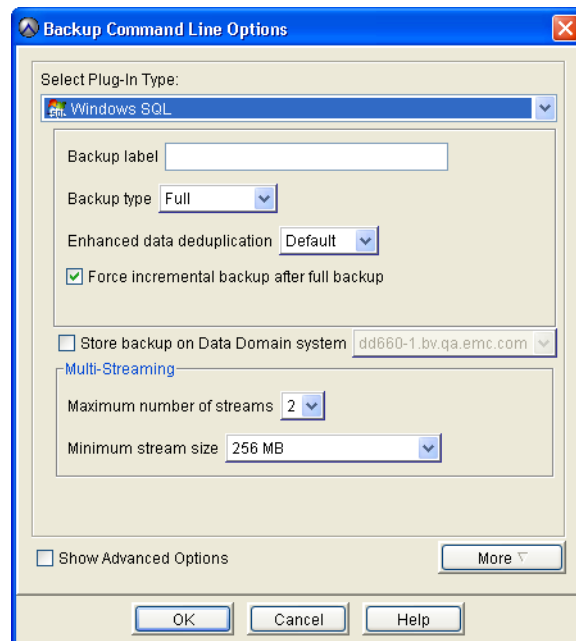 Backup Command Line Options
Select Plug-In Type:
Windows SQL
Backup label
Backup type Full
Enhanced data deduplication Default
Force incremental backup after full backup
Store backup on Data Domain system dd660-1.bv.qa.emc.com
Multi-Streaming
Maximum number of streams 2
Minimum stream size 256 MB
Show Advanced Options More
OK Cancel Help